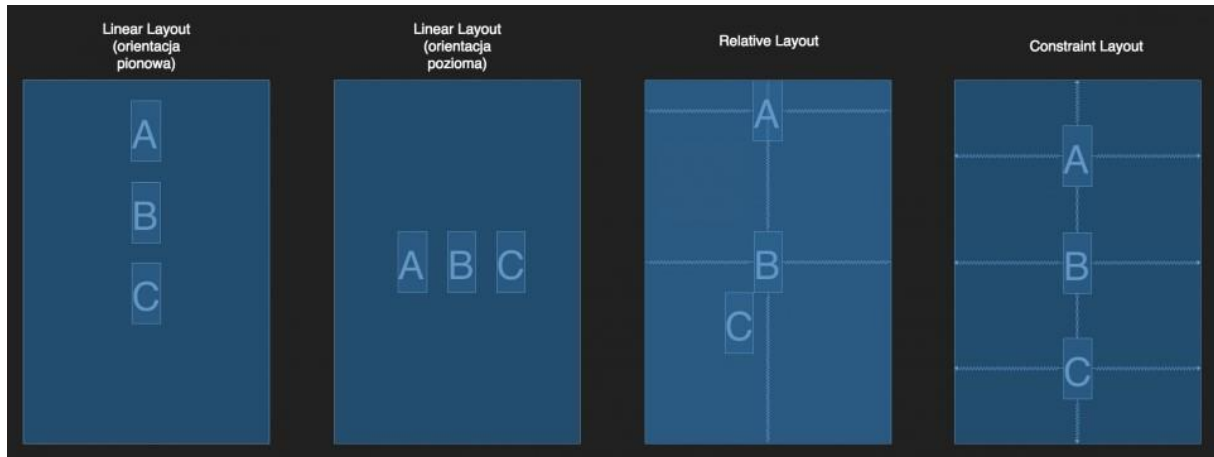 Linear Layout
(orientacja
pionowa)
Linear Layout
(orientacja
pozioma)
Relative Layout
Constraint Layout
A
B
C
A B C
A
B
C
A
B
C